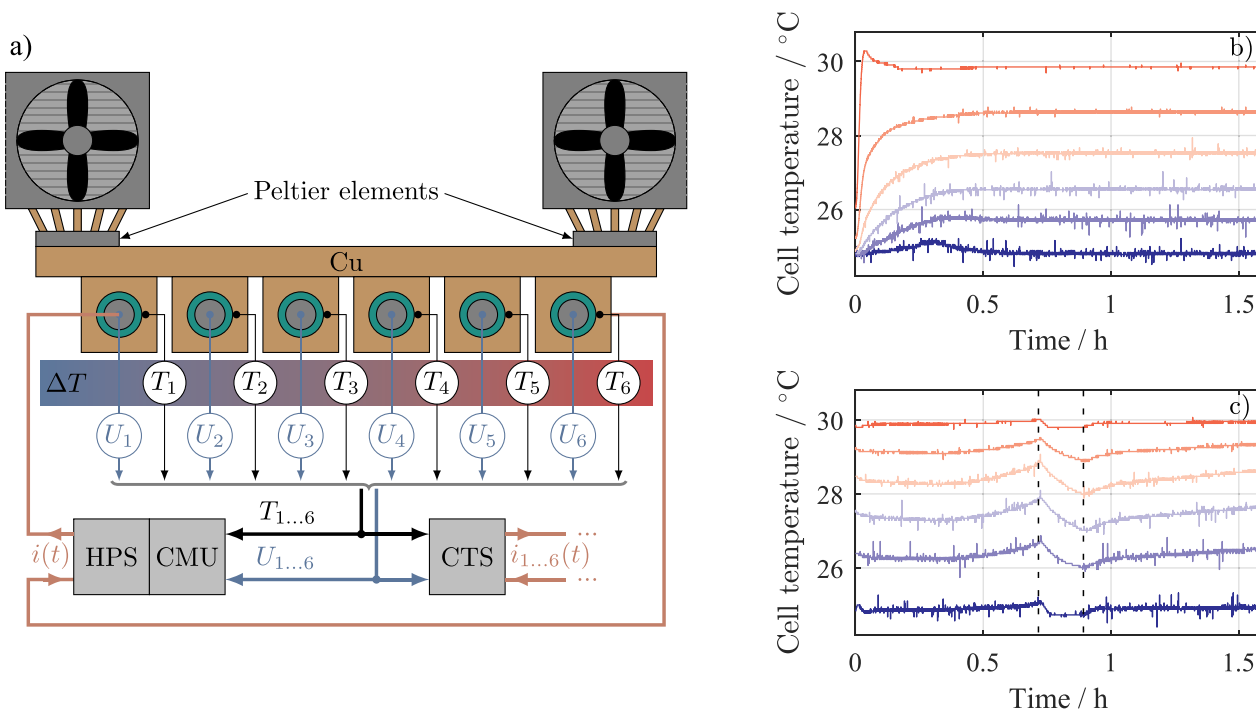 a)
Peltier elements
Cu
ΔT
T₁ T₂ T₃ T₄ T₅ T₆
U₁ U₂ U₃ U₄ U₅ U₆
T₁...₆
i(t) HPS CMU U₁...₆ CTS i₁...₆(t) ... ...
b)
Cell temperature / °C
30
28
26
0 0.5 1 1.5
Time / h
c)
Cell temperature / °C
30
28
26
0 0.5 1 1.5
Time / h